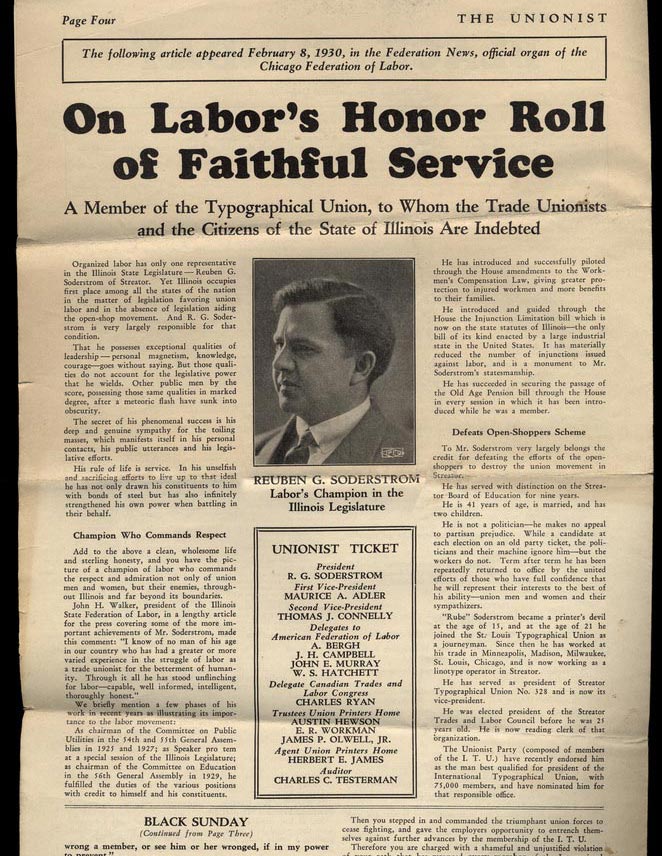 Page Four
THE UNIONIST
The following article appeared February 8, 1930, in the Federation News, official organ of the
Chicago Federation of Labor.
On Labor's Honor Roll
of Faithful Service
A Member of the Typographical Union, to Whom the Trade Unionists
and the Citizens of the State of Illinois Are Indebted
Organized labor has only one representative
in the Illinois State Legislature — Reuben G.
Soderstrom of Streator. Yet Illinois occupies
first place among all the states of the nation
in the matter of legislation favoring union
labor and in the absence of legislation aiding
the open-shop movement. And R. G. Soder-
strom is very largely responsible for that
condition.
That he possesses exceptional qualities of
leadership — personal magnetism, knowledge,
courage—goes without saying. But those quali-
ties do not account for the legislative power
that he wields. Other public men by the
score, possessing those same qualities in marked
degree, after a meteoric flash have sunk into
obscurity.
The secret of his phenomenal success is his
deep and genuine sympathy for the toiling
masses, which manifests itself in his personal
contacts, his public utterances and his legis-
lative efforts.
His rule of life is service. In his unselfish
and sacrificing efforts to live up to that ideal
he has not only drawn his constituents to him
with bonds of steel but has also infinitely
strengthened his own power when battling in
their behalf.
Champion Who Commands Respect
Add to the above a clean, wholesome life
and sterling honesty, and you have the pic-
ture of a champion of labor who commands
the respect and admiration not only of union
men and women, but their enemies, through-
out Illinois and far beyond its boundaries.
John H. Walker, president of the Illinois
State Federation of Labor, in a lengthy article
for the press covering some of the more im-
portant achievements of Mr. Soderstrom, made
this comment: "I know of no man of his age
in our country who has had a greater or more
varied experience in the struggle of labor as
a trade unionist for the betterment of human-
ity. Through it all he has stood unflinching
for labor—capable, well informed, intelligent,
thoroughly honest."
We briefly mention a few phases of his
work in recent years as illustrating its impor-
tance to the labor movement:
As chairman of the Committee on Public
Utilities in the 54th and 55th General Assem-
blies in 1925 and 1927; as Speaker pro tem
at a special session of the Illinois Legislature;
as chairman of the Committee on Education
in the 56th General Assembly in 1929, he
fulfilled the duties of the various positions
with credit to himself and his constituents.
REUBEN G. SODERSTROM
Labor's Champion in the
Illinois Legislature
UNIONIST TICKET
President
R. G. SODERSTROM
First Vice-President
MAURICE A. ADLER
Second Vice-President
THOMAS J. CONNELLY
Delegates to
American Federation of Labor
A. BERGH
J. H. CAMPBELL
JOHN E. MURRAY
W. S. HATCHETT
Delegate Canadian Trades and
Labor Congress
CHARLES RYAN
Trustees Union Printers Home
AUSTIN HEWSON
E. R. WORKMAN
JAMES P. OLWELL, JR.
Agent Union Printers Home
HERBERT E. JAMES
Auditor
CHARLES C. TESTERMAN
He has introduced and successfully piloted
through the House amendments to the Work-
men's Compensation Law, giving greater pro-
tection to injured workmen and more benefits
to their families.
He introduced and guided through the
House the Injunction Limitation bill which is
now on the state statutes of Illinois—the only
bill of its kind enacted by a large industrial
state in the United States. It has materially
reduced the number of injunctions issued
against labor, and is a monument to Mr.
Soderstrom's statesmanship.
He has succeeded in securing the passage of
the Old Age Pension bill through the House
in every session in which it has been intro-
duced while he was a member.
Defeats Open-Shoppers Scheme
To Mr. Soderstrom very largely belongs the
credit for defeating the efforts of the open-
shoppers to destroy the union movement in
Streator.
He has served with distinction on the Strea-
tor Board of Education for nine years.
He is 41 years of age, is married, and has
two children.
He is not a politician—he makes no appeal
to partisan prejudice. While a candidate at
each election on an old party ticket, the poli-
ticians and their machine ignore him—but the
workers do not. Term after term he has been
repeatedly returned to office by the united
efforts of those who have full confidence that
he will represent their interests to the best of
his ability—union men and women and their
sympathizers.
"Rube" Soderstrom became a printer's devil
at the age of 15, and at the age of 21 he
joined the St. Louis Typographical Union as
a journeyman. Since then he has worked at
his trade in Minneapolis, Madison, Milwaukee,
St. Louis, Chicago, and is now working as a
linotype operator in Streator.
He has served as president of Streator
Typographical Union No. 328 and is now its
vice-president.
He was elected president of the Streator
Trades and Labor Council before he was 25
years old. He is now reading clerk of that
organization.
The Unionist Party (composed of members
of the I. T. U.) have recently endorsed him
as the man best qualified for president of the
International Typographical Union, with
75,000 members, and have nominated him for
that responsible office.
BLACK SUNDAY
(Continued from Page Three)
wrong a member, or see him or her wronged, if in my power
to prevent."
Then you stepped in and commanded the triumphant union forces to
cease fighting, and gave the employers opportunity to entrench them-
selves against further advances by the membership of the I. T. U.
Therefore you are charged with a shameful and unjustified violation